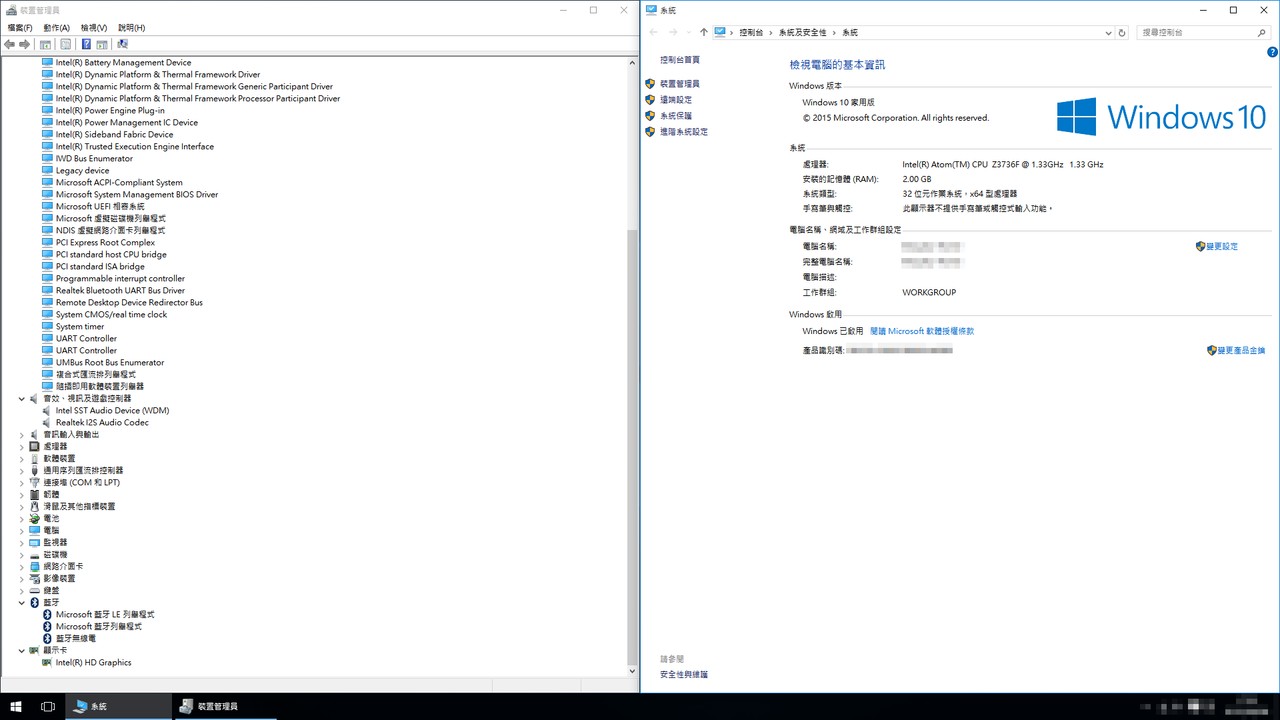 裝置管理員
檔案(F) 動作(A) 檢視(V) 說明(H)
Intel(R) Battery Management Device
Intel(R) Dynamic Platform & Thermal Framework Driver
Intel(R) Dynamic Platform & Thermal Framework Generic Participant Driver
Intel(R) Dynamic Platform & Thermal Framework Processor Participant Driver
Intel(R) Power Engine Plug-in
Intel(R) Power Management IC Device
Intel(R) Sideband Fabric Device
Intel(R) Trusted Execution Engine Interface
IWD Bus Enumerator
Legacy device
Microsoft ACPI-Compliant System
Microsoft System Management BIOS Driver
Microsoft UEFI 相容系統
Microsoft 虛擬磁碟機列舉程式
NDIS 虛擬網路介面卡列舉程式
PCI Express Root Complex
PCI standard host CPU bridge
PCI standard ISA bridge
Programmable interrupt controller
Realtek Bluetooth UART Bus Driver
Remote Desktop Device Redirector Bus
System CMOS/real time clock
System timer
UART Controller
UART Controller
UMBus Root Bus Enumerator
複合式匯流排列舉程式
隨插即用軟體裝置列舉器
音效、視訊及遊戲控制器
Intel SST Audio Device (WDM)
Realtek I2S Audio Codec
音訊輸入與輸出
處理器
軟體裝置
通用序列匯流排控制器
連接埠 (COM 和 LPT)
韌體
滑鼠及其他指標裝置
電池
電腦
監視器
磁碟機
網路介面卡
影像裝置
鍵盤
藍牙
Microsoft 藍牙 LE 列舉程式
Microsoft 藍牙列舉程式
藍牙無線電
顯示卡
Intel(R) HD Graphics
系統
控制台 › 系統及安全性 › 系統
搜尋控制台
控制台首頁
裝置管理員
遠端設定
系統保護
進階系統設定
檢視電腦的基本資訊
Windows 版本
Windows 10 家用版
© 2015 Microsoft Corporation. All rights reserved.
Windows 10
系統
處理器: Intel(R) Atom(TM) CPU Z3736F @ 1.33GHz 1.33 GHz
安裝的記憶體 (RAM): 2.00 GB
系統類型: 32 位元作業系統，x64 型處理器
手寫筆與觸控: 此顯示器不提供手寫筆或觸控式輸入功能。
電腦名稱、網域及工作群組設定
電腦名稱:
變更設定
完整電腦名稱:
電腦描述:
工作群組: WORKGROUP
Windows 啟用
Windows 已啟用 閱讀 Microsoft 軟體授權條款
產品識別碼:
變更產品金鑰
請參閱
安全性與維護
系統
裝置管理員